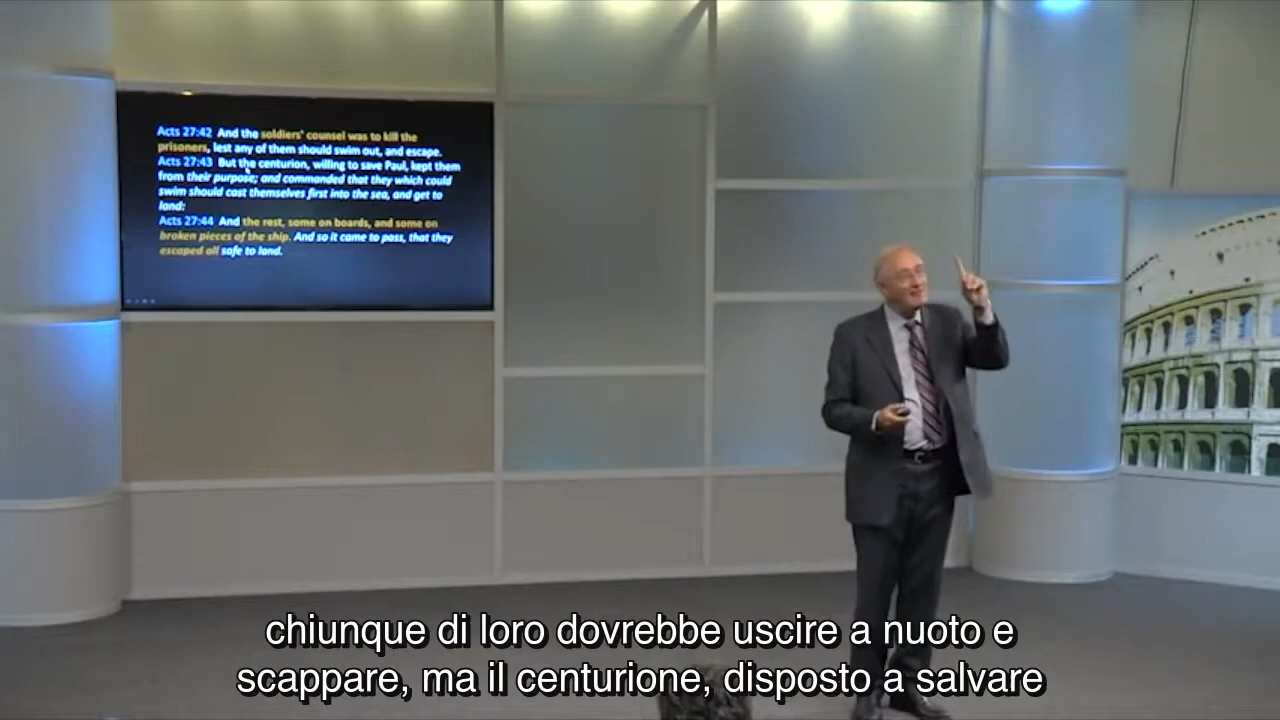 Acts 27:42 And the soldiers' counsel was to kill the
prisoners, lest any of them should swim out, and escape.
Acts 27:43 But the centurion, willing to save Paul, kept them
from their purpose; and commanded that they which could
swim should cast themselves first into the sea, and get to
land:
Acts 27:44 And the rest, some on boards, and some on
broken pieces of the ship. And so it came to pass, that they
escaped all safe to land.
chiunque di loro dovrebbe uscire a nuoto e
scappare, ma il centurione, disposto a salvare